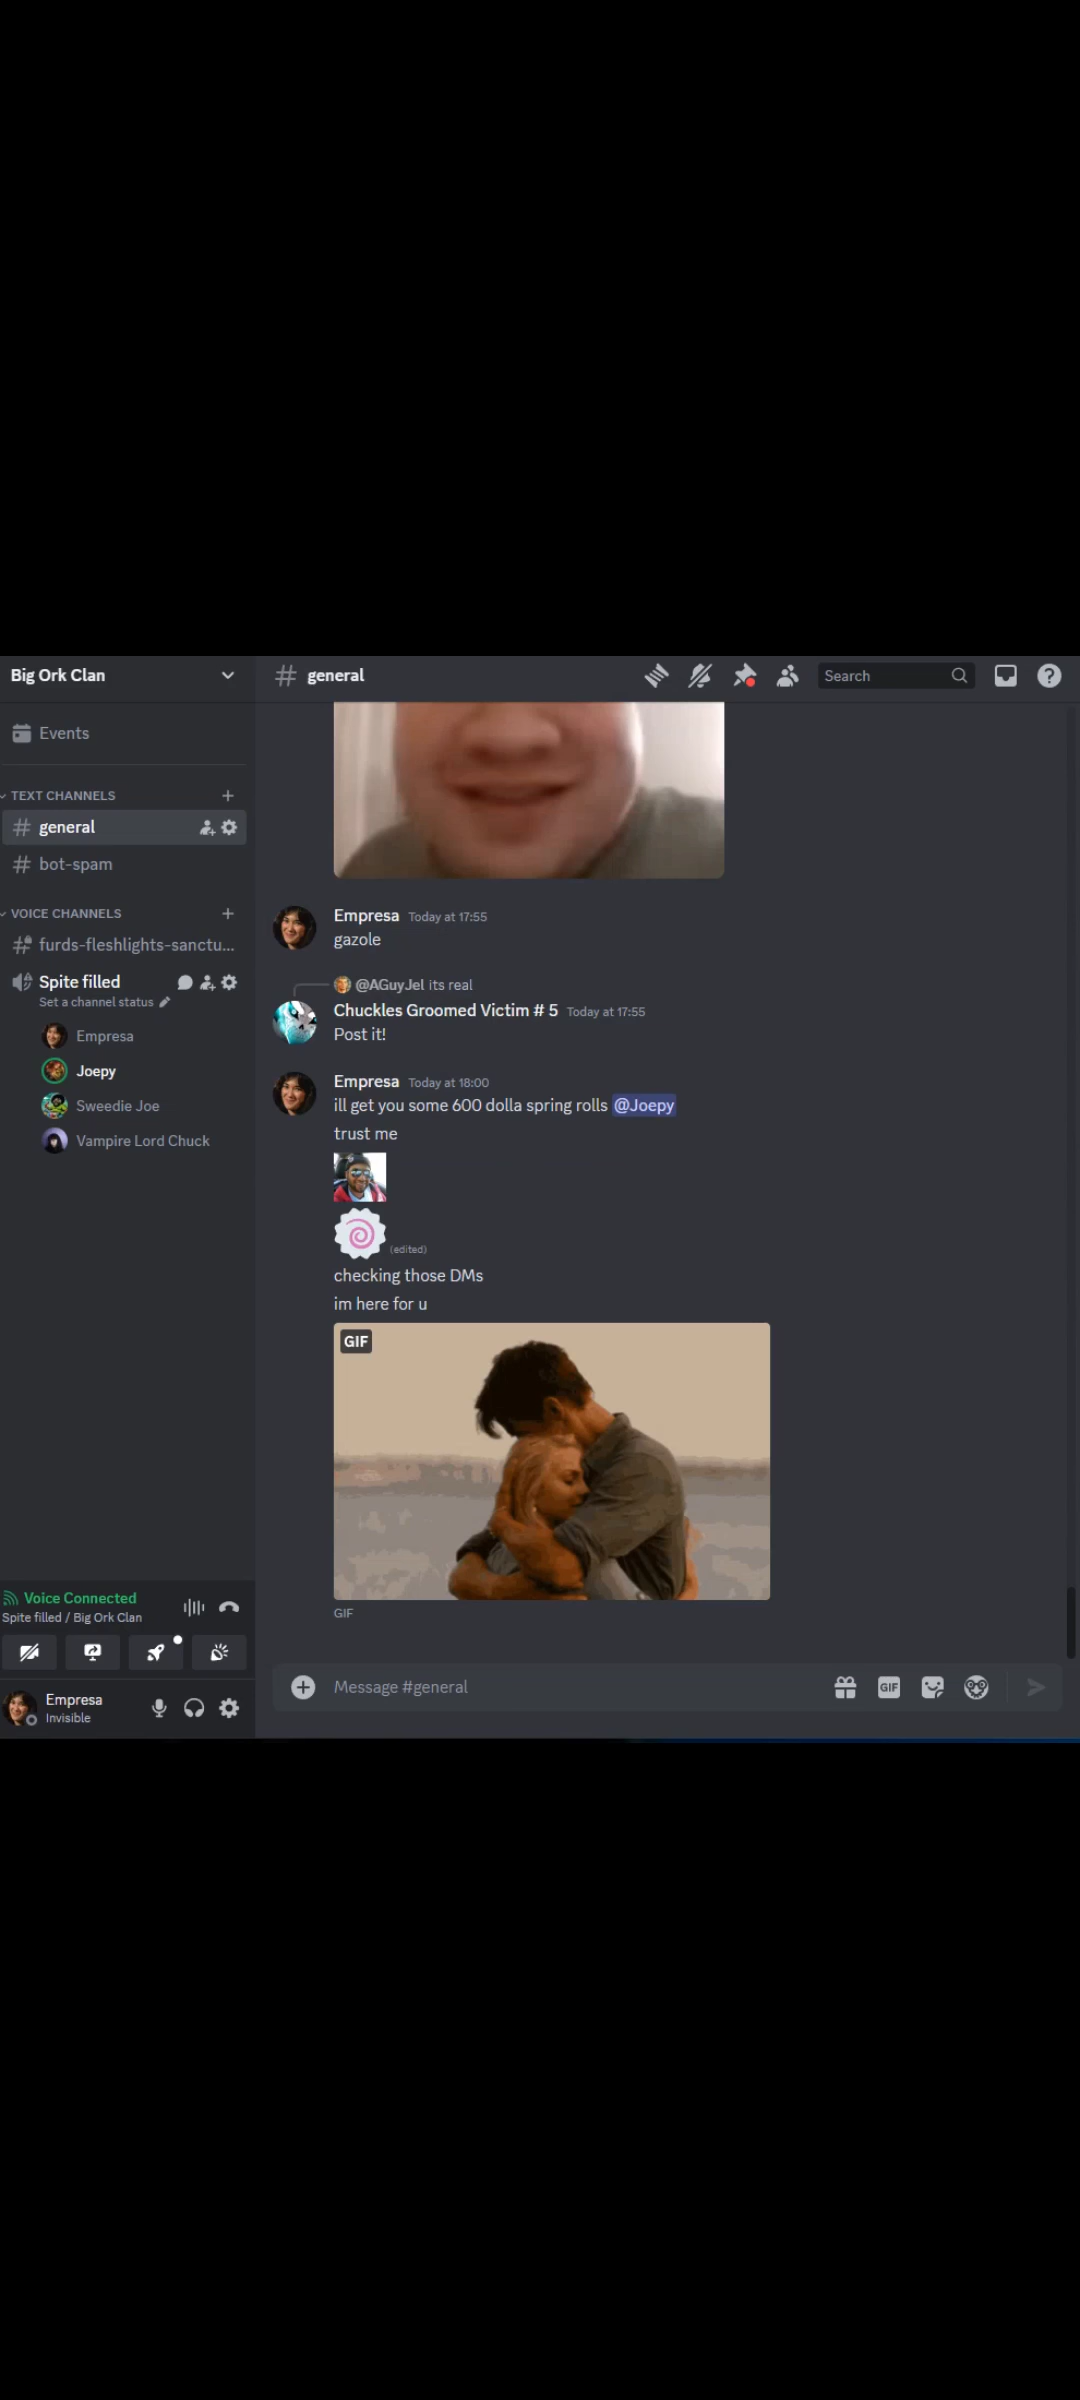 Big Ork Clan
general
Search
Events
TEXT CHANNELS
general
bot-spam
VOICE CHANNELS
furds-fleshlights-sanctu...
Spite filled
Set a channel status
Empresa
Joepy
Sweedie Joe
Vampire Lord Chuck
Voice Connected
Spite filled / Big Ork Clan
Empresa
Invisible
Empresa Today at 17:55
gazole
@AGuyJel its real
Chuckles Groomed Victim # 5 Today at 17:55
Post it!
Empresa Today at 18:00
ill get you some 600 dolla spring rolls @Joepy
trust me
(edited)
checking those DMs
im here for u
GIF
GIF
Message #general
GIF